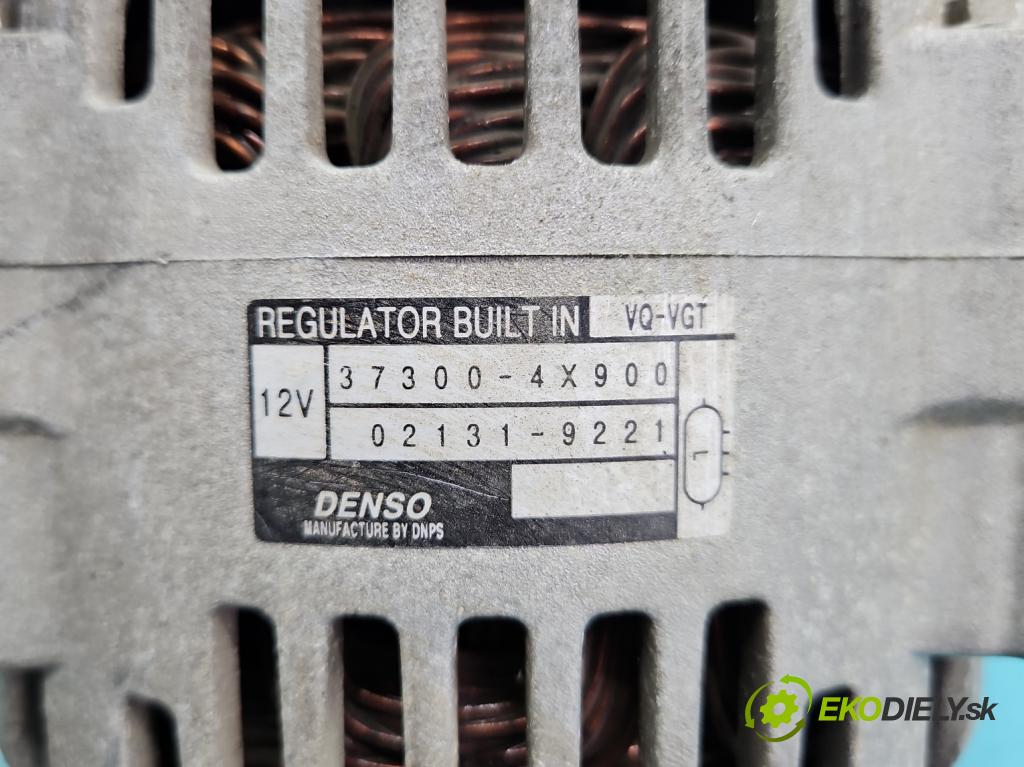 REGULATOR BUILT IN VQ-VGT
12V
37300-4X900
02131-9221
L
DENSO
MANUFACTURE BY DNPS
EKODIELY.sk